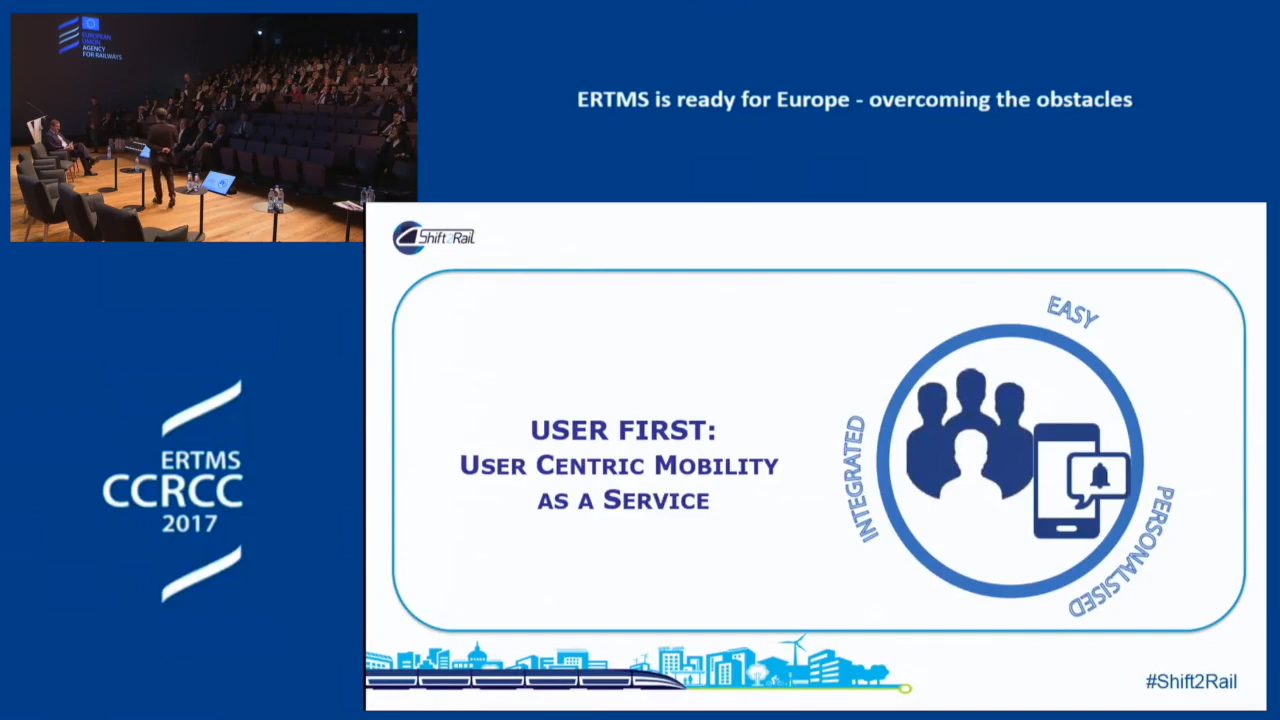 EUROPEAN
UNION
AGENCY
FOR RAILWAYS
ERTMS is ready for Europe - overcoming the obstacles
Shift2Rail
EASY
INTEGRATED
PERSONALSISED
USER FIRST:
USER CENTRIC MOBILITY
AS A SERVICE
ERTMS
CCRCC
2017
#Shift2Rail